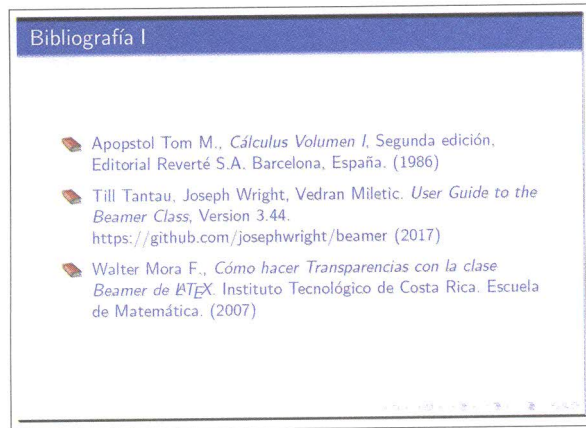 Bibliografía I
Apopstol Tom M., Cálculus Volumen I, Segunda edición,
Editorial Reverté S.A. Barcelona, España. (1986)
Till Tantau, Joseph Wright, Vedran Miletic. User Guide to the
Beamer Class, Version 3.44.
https://github.com/josephwright/beamer (2017)
Walter Mora F., Cómo hacer Transparencias con la clase
Beamer de LATEX. Instituto Tecnológico de Costa Rica. Escuela
de Matemática. (2007)